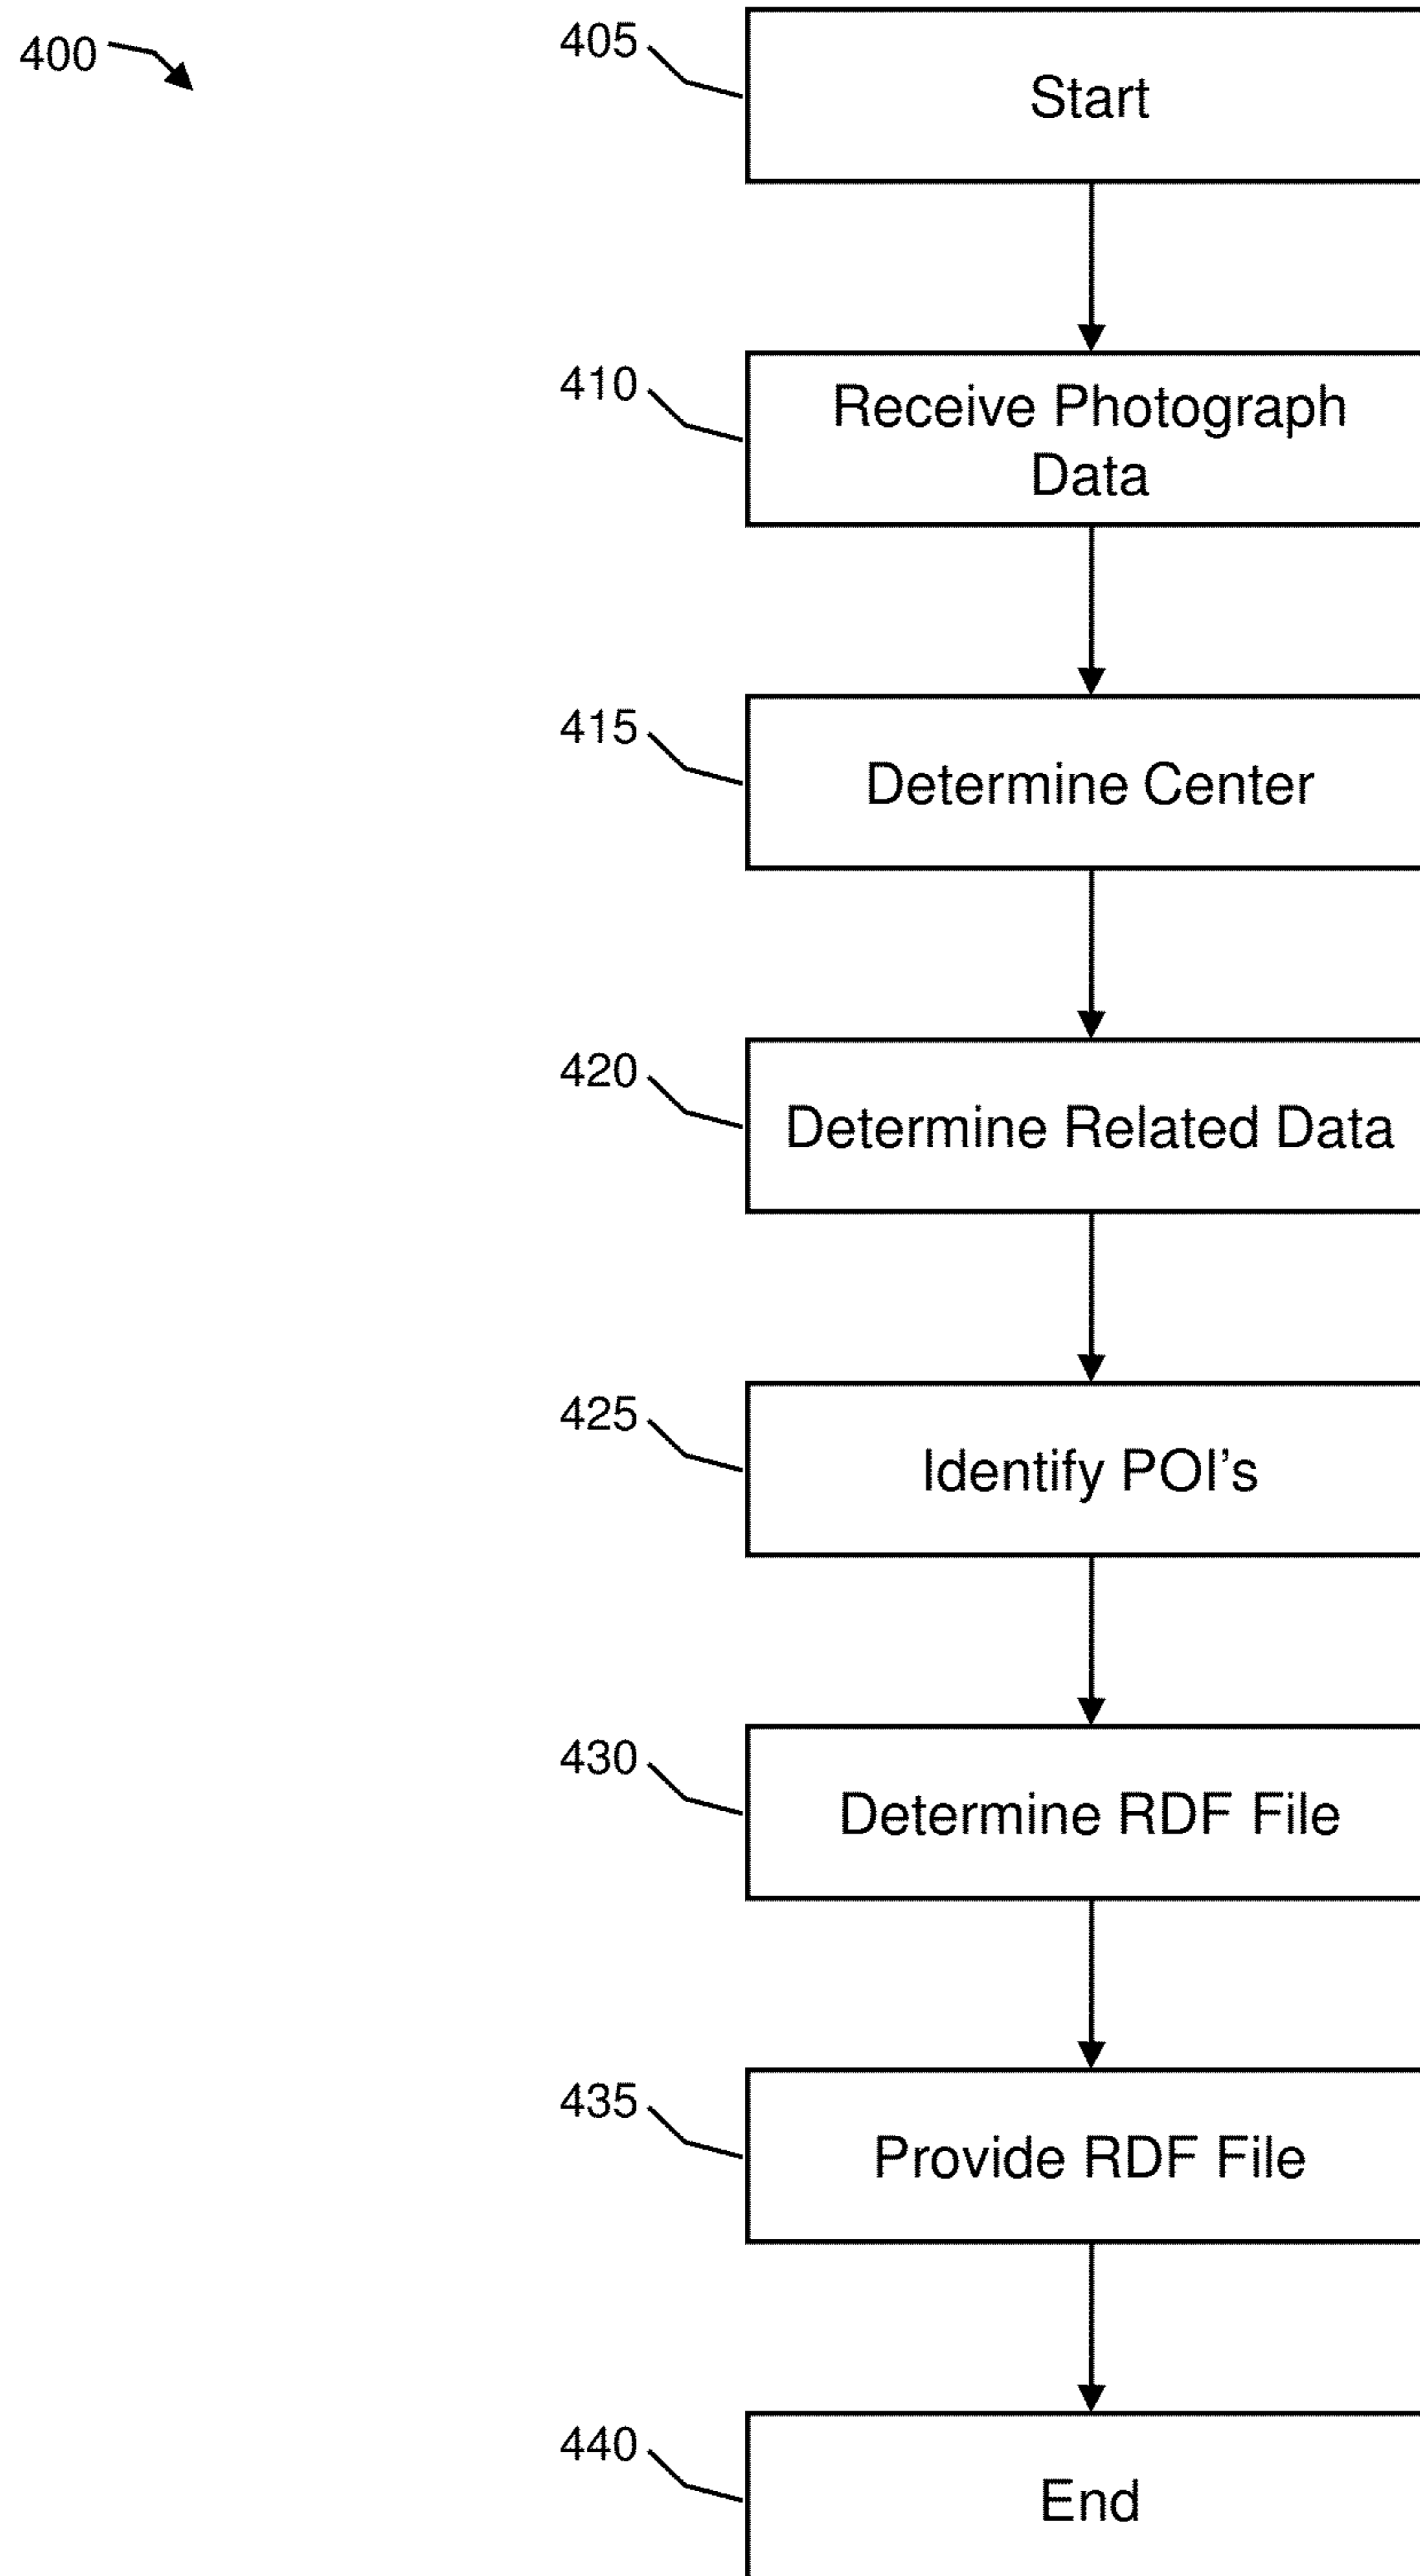 400
405
Start
410
Receive Photograph
Data
415
Determine Center
420
Determine Related Data
425
Identify POI's
430
Determine RDF File
435
Provide RDF File
440
End